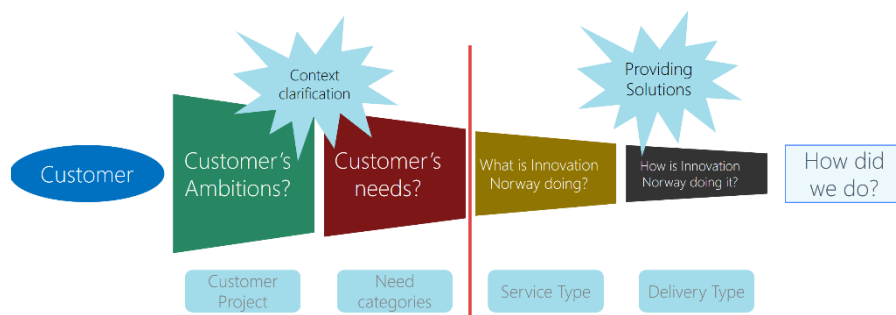 Context
clarification
Providing
Solutions
Customer
Customer's
Ambitions?
Customer's
needs?
What is Innovation
Norway doing?
How is Innovation
Norway doing it?
How did
we do?
Customer
Project
Need
categories
Service Type
Delivery Type